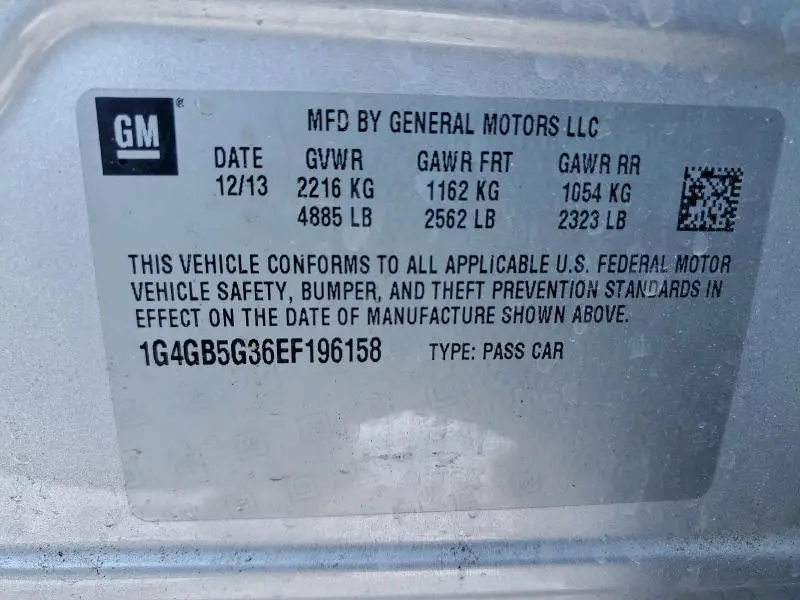 GM ®
MFD BY GENERAL MOTORS LLC
DATE GVWR GAWR FRT GAWR RR
12/13 2216 KG 1162 KG 1054 KG
4885 LB 2562 LB 2323 LB
THIS VEHICLE CONFORMS TO ALL APPLICABLE U.S. FEDERAL MOTOR
VEHICLE SAFETY, BUMPER, AND THEFT PREVENTION STANDARDS IN
EFFECT ON THE DATE OF MANUFACTURE SHOWN ABOVE.
1G4GB5G36EF196158 TYPE: PASS CAR